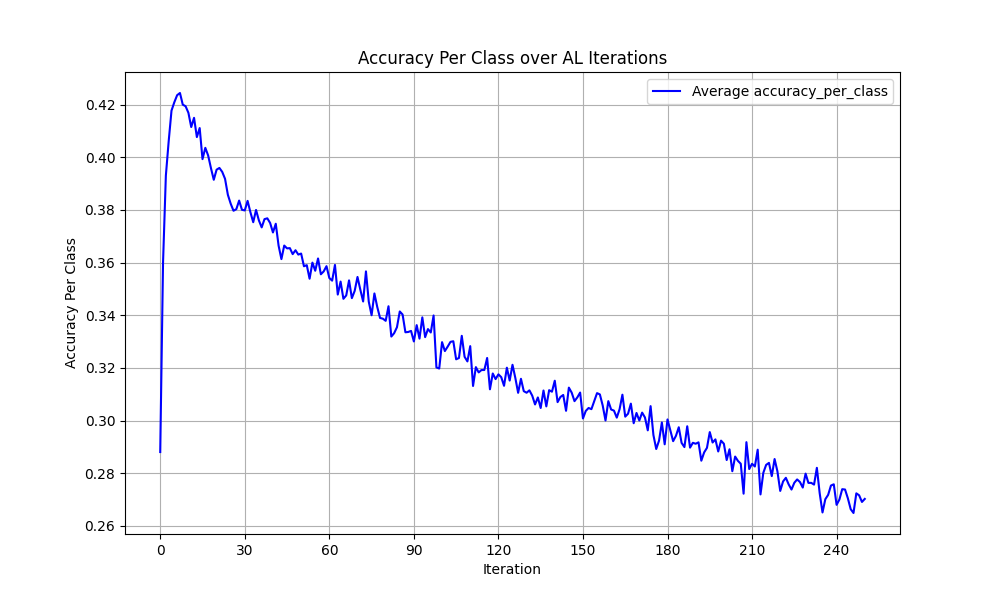 Accuracy Per Class over AL Iterations
Average accuracy_per_class
Accuracy Per Class
0.42
0.40
0.38
0.36
0.34
0.32
0.30
0.28
0.26
0 30 60 90 120 150 180 210 240
Iteration